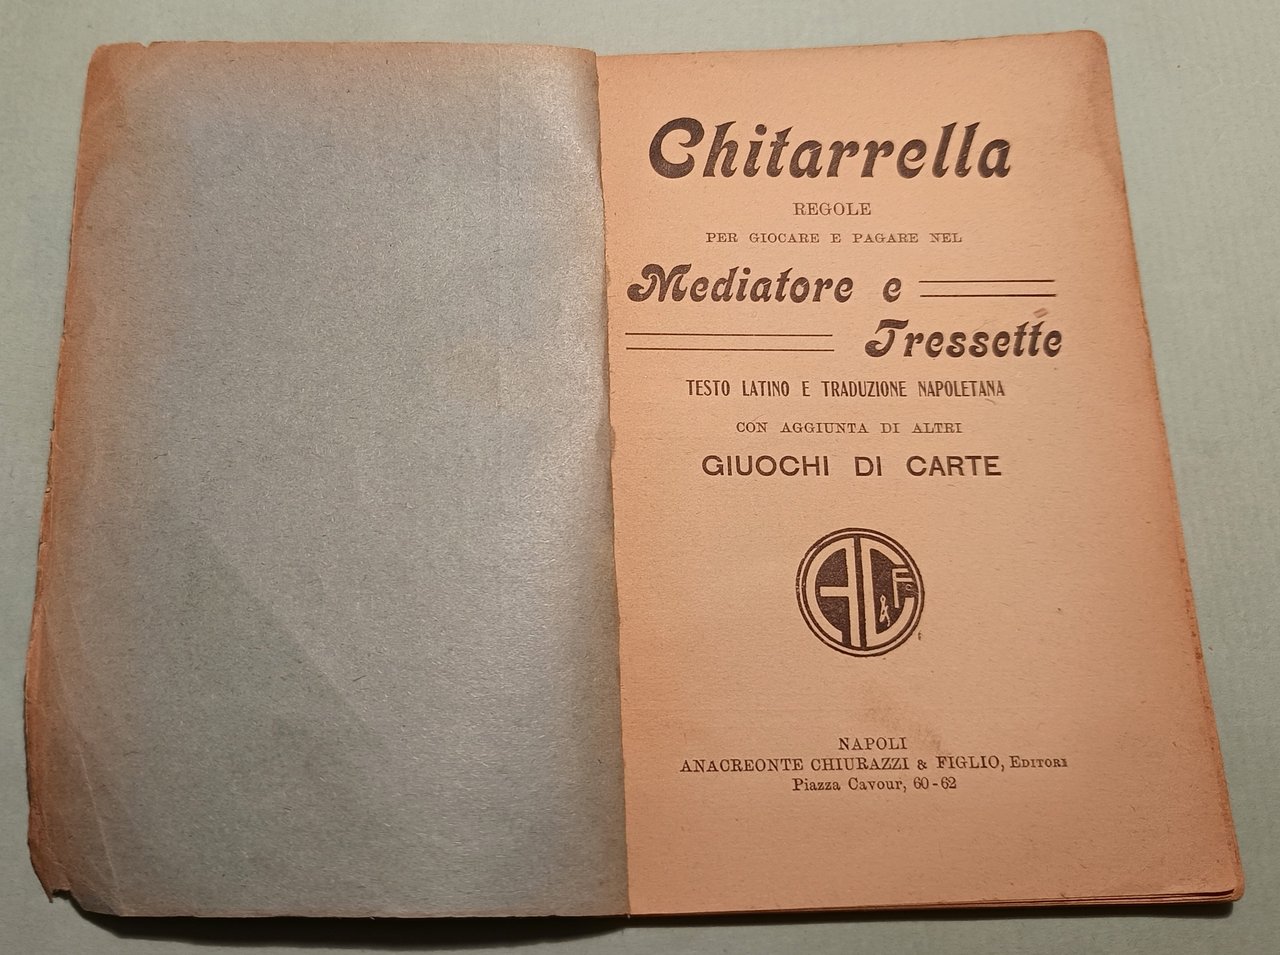 Chitarrella
REGOLE
PER GIOCARE E PAGARE NEL
Mediatore e
Tressette
TESTO LATINO E TRADUZIONE NAPOLETANA
CON AGGIUNTA DI ALTRI
GIUOCHI DI CARTE
AC&F
NAPOLI
ANACREONTE CHIURAZZI & FIGLIO, EDITORI
Piazza Cavour, 60-62